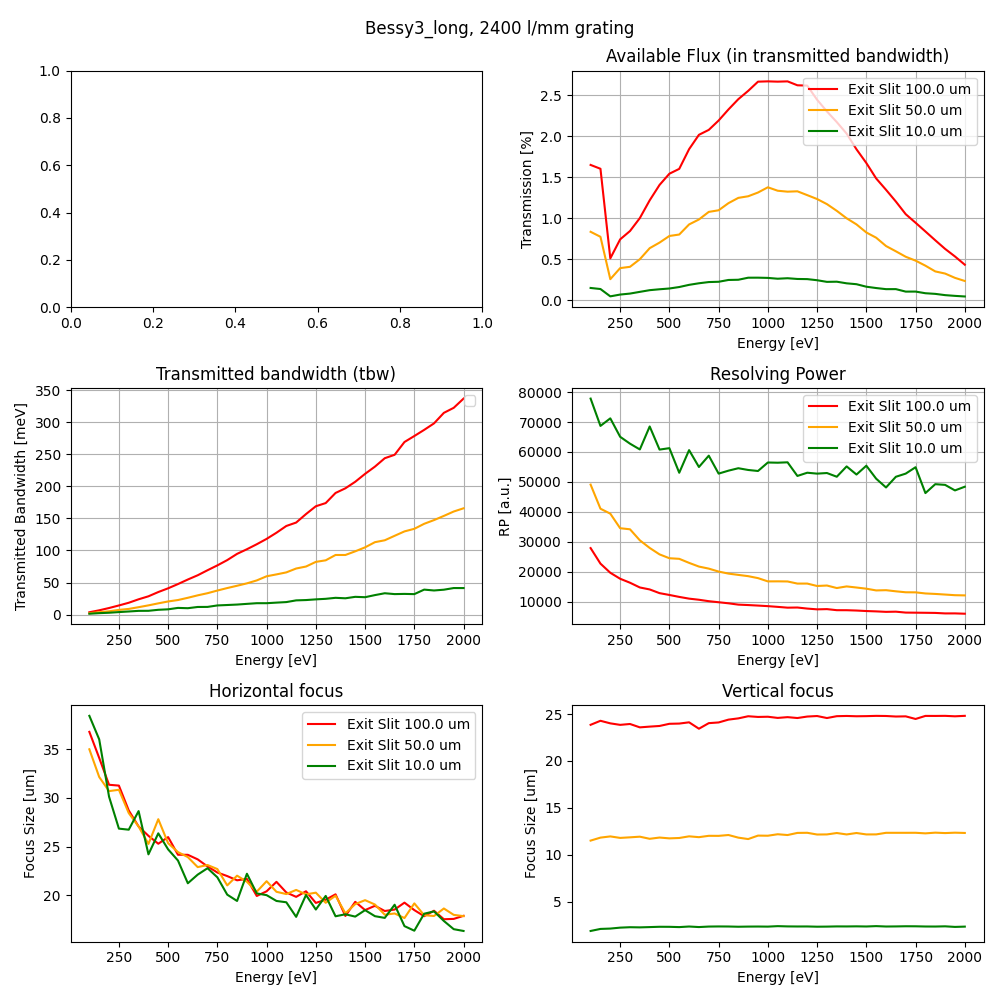 Bessy3_long, 2400 l/mm grating
1.0
0.8
0.6
0.4
0.2
0.0
0.0 0.2 0.4 0.6 0.8 1.0
Available Flux (in transmitted bandwidth)
Transmission [%]
2.5
2.0
1.5
1.0
0.5
0.0
Exit Slit 100.0 um
Exit Slit 50.0 um
Exit Slit 10.0 um
250 500 750 1000 1250 1500 1750 2000
Energy [eV]
Transmitted bandwidth (tbw)
Transmitted Bandwidth [meV]
350
300
250
200
150
100
50
0
250 500 750 1000 1250 1500 1750 2000
Energy [eV]
Resolving Power
RP [a.u.]
80000
70000
60000
50000
40000
30000
20000
10000
Exit Slit 100.0 um
Exit Slit 50.0 um
Exit Slit 10.0 um
250 500 750 1000 1250 1500 1750 2000
Energy [eV]
Horizontal focus
Focus Size [um]
35
30
25
20
Exit Slit 100.0 um
Exit Slit 50.0 um
Exit Slit 10.0 um
250 500 750 1000 1250 1500 1750 2000
Energy [eV]
Vertical focus
Focus Size [um]
25
20
15
10
5
250 500 750 1000 1250 1500 1750 2000
Energy [eV]